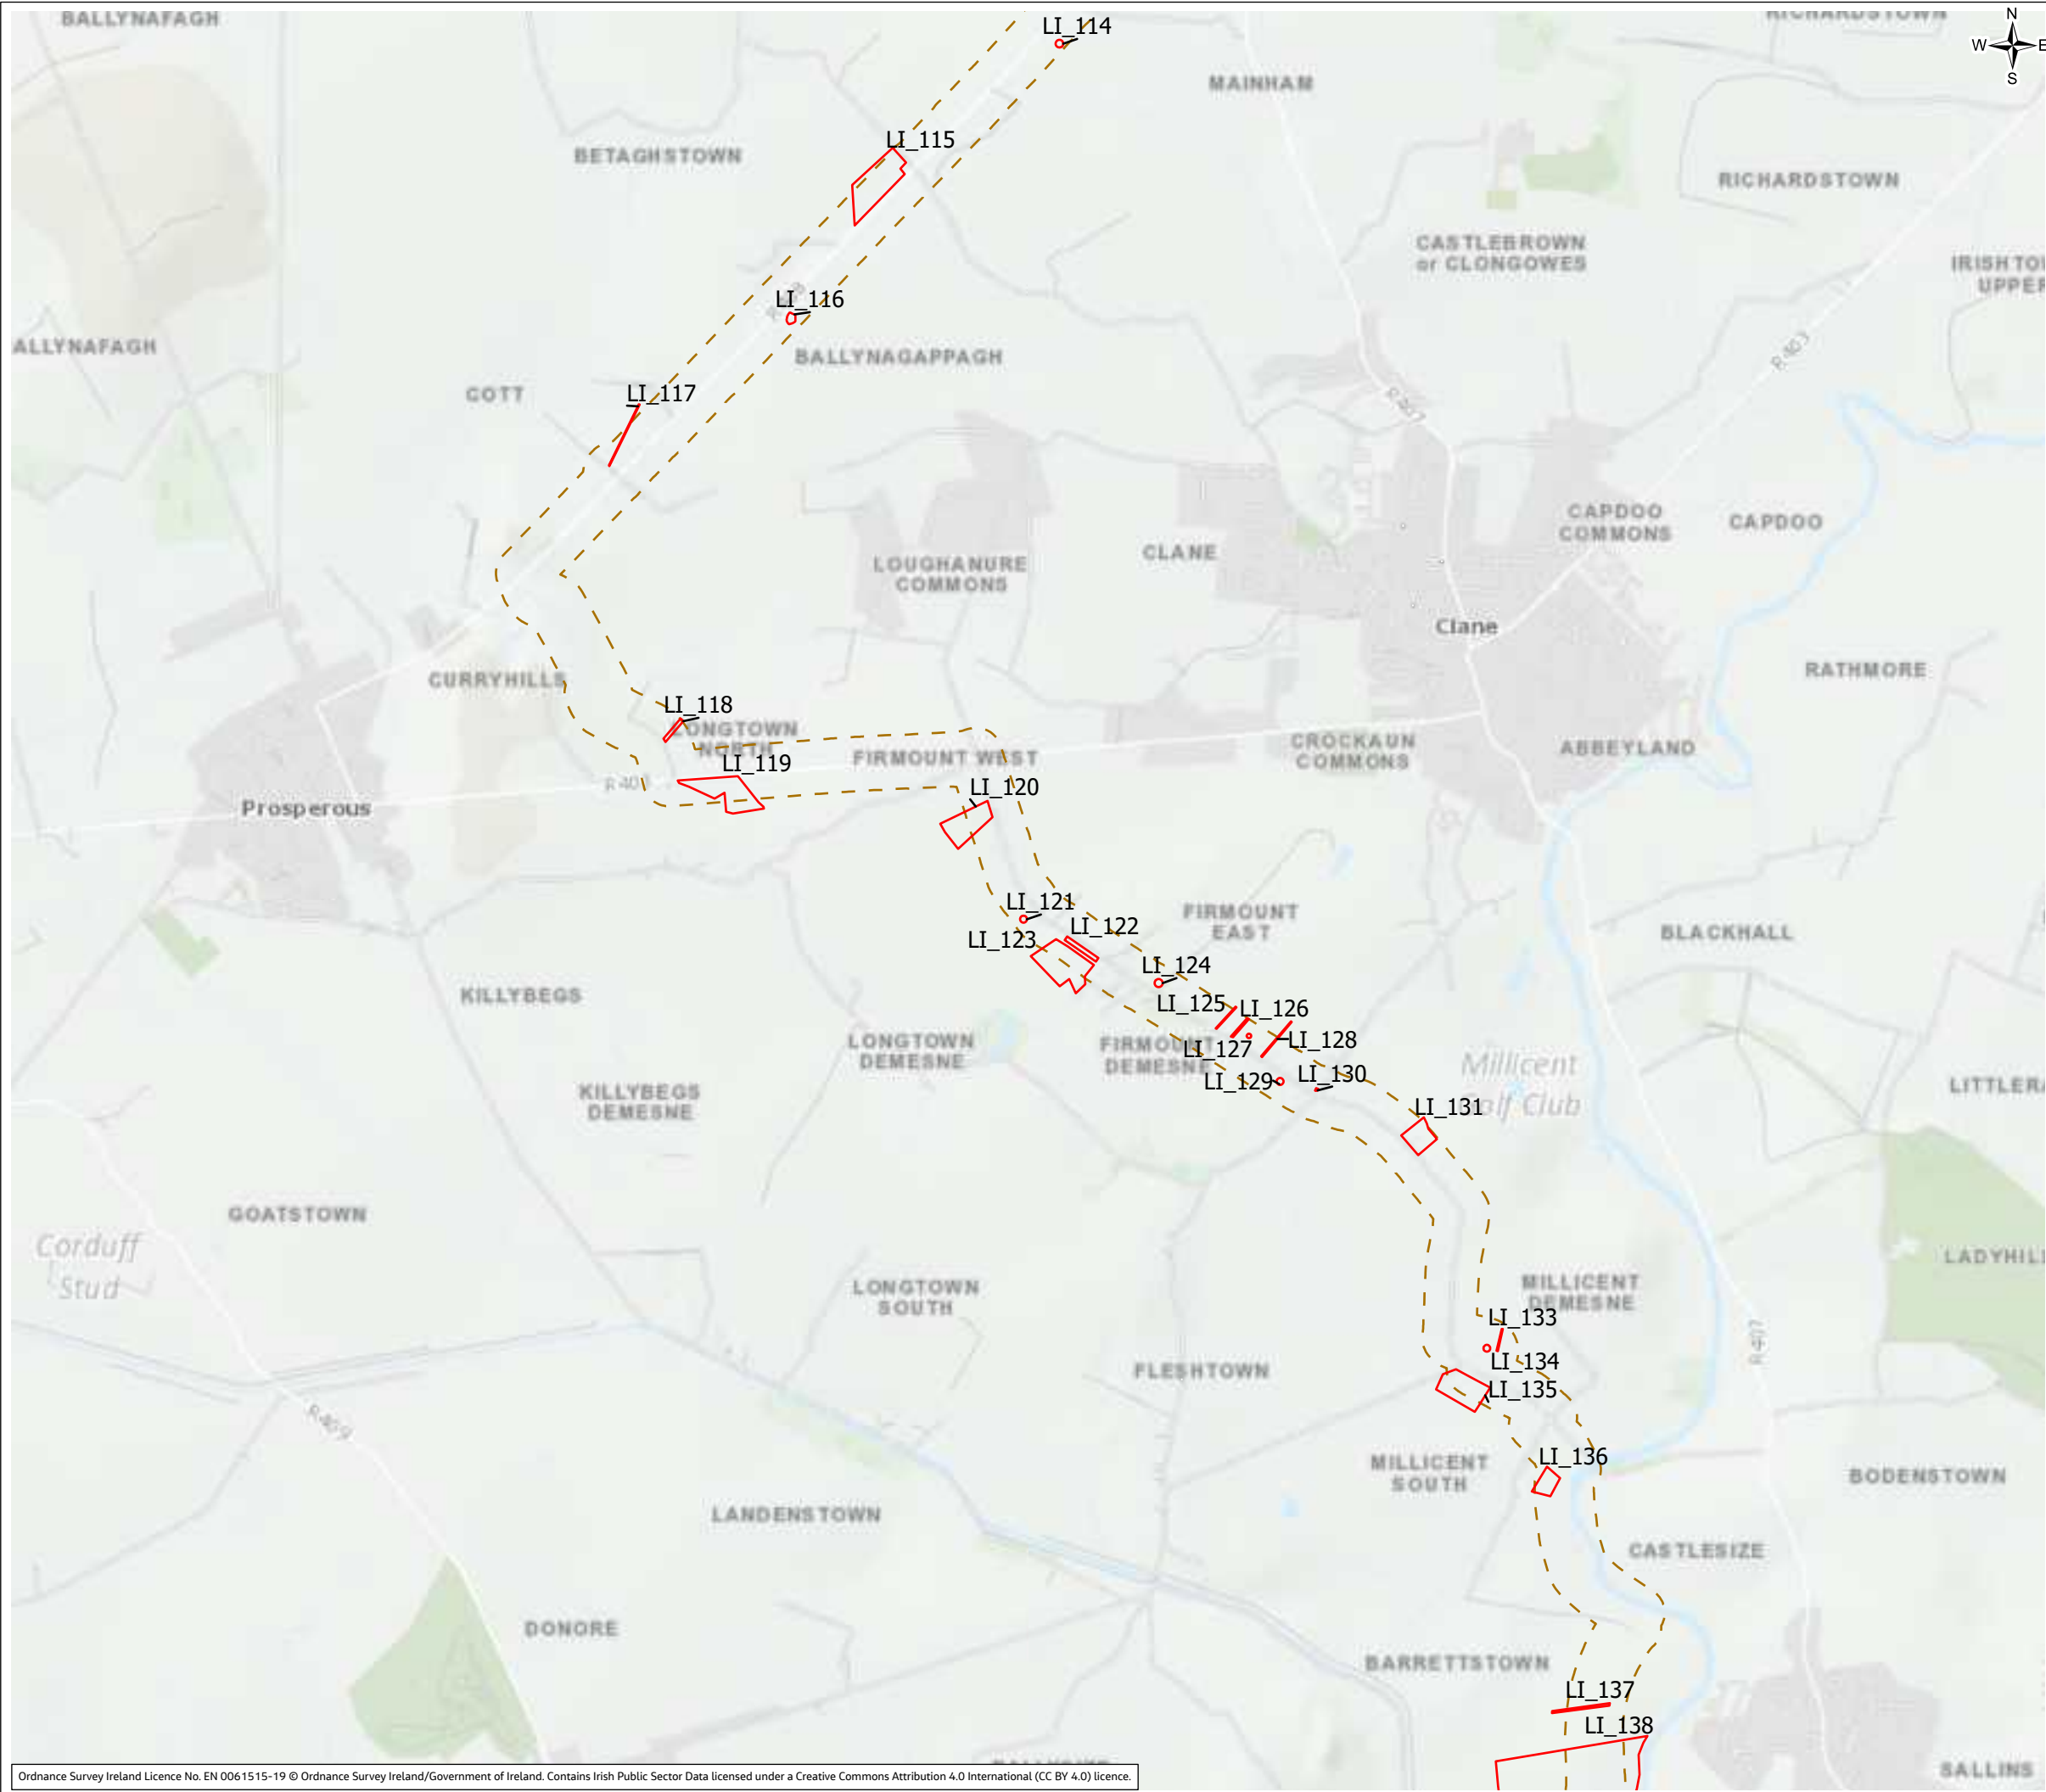 BALLYNAFAGH
LI_114
RICHARDSTOWN
N
W
E
S
MAINHAM
LI_115
BETAGHSTOWN
RICHARDSTOWN
CASTLEBROWN
or CLONGOWES
UPPER
LI_116
ALLYNAFAGH
BALLYNAGAPPAGH
R403
COTT
LI_117
R407
CAPDOO
COMMONS
CAPDOO
CLANE
LOUGHANURE
COMMONS
Clane
CURRYHILLS
RATHMORE
LI_118
LONGTOWN
NORTH
FIRMOUNT WEST
CROCKAUN
COMMONS
ABBEYLAND
LI_119
LI_120
Prosperous
LI_121
FIRMOUNT
EAST
LI_122
LI_123
BLACKHALL
LI_124
KILLYBEGS
LI_125
LI_126
LONGTOWN
DEMESNE
FIRMOUNT
DEMESNE
LI_127
LI_128
LI_129
LI_130
Millicent
Golf Club
LITTLERA
KILLYBEGS
DEMESNE
LI_131
GOATSTOWN
Corduff
Stud
LADYHILL
LONGTOWN
SOUTH
MILLICENT
DEMESNE
LI_133
R407
LI_134
FLESHTOWN
LI_135
R409
LI_136
MILLICENT
SOUTH
BODENSTOWN
LANDENSTOWN
CASTLESIZE
DONORE
BARRETTSTOWN
LI_137
LI_138
SALLINS
Ordnance Survey Ireland Licence No. EN 0061515-19 © Ordnance Survey Ireland/Government of Ireland. Contains Irish Public Sector Data licensed under a Creative Commons Attribution 4.0 International (CC BY 4.0) licence.